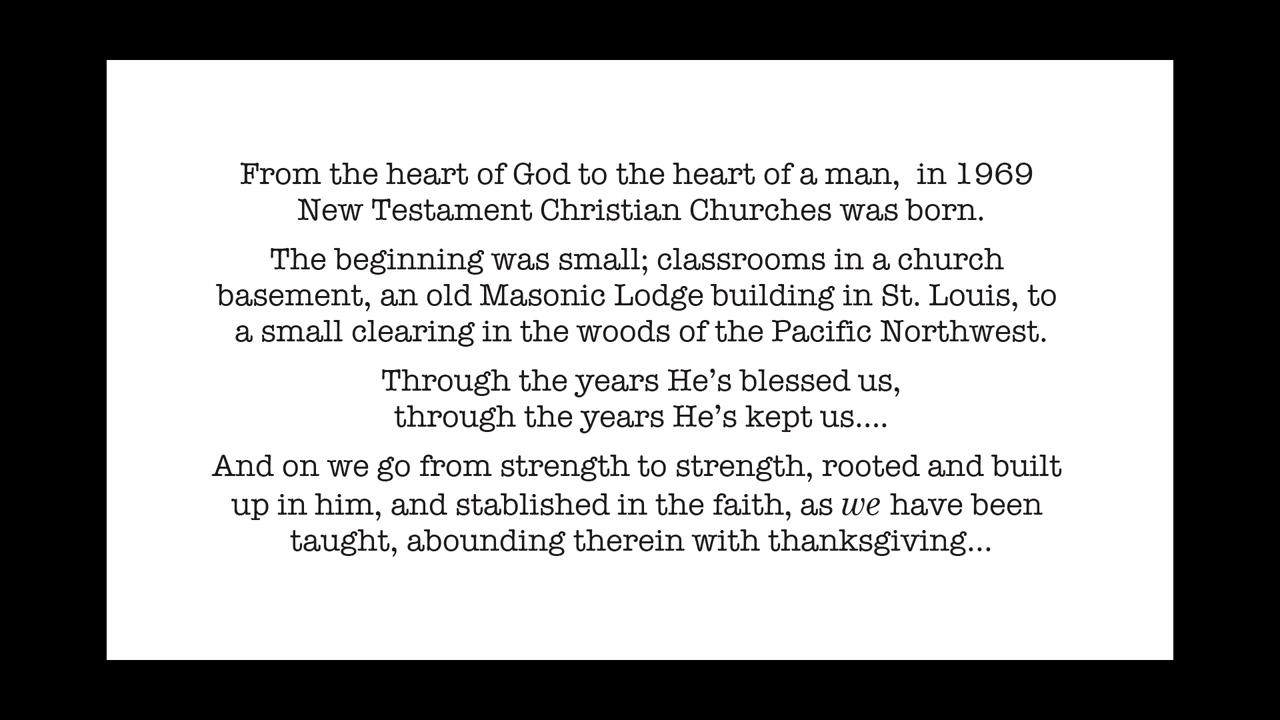 From the heart of God to the heart of a man,  in 1969
New Testament Christian Churches was born.
The beginning was small; classrooms in a church
basement, an old Masonic Lodge building in St. Louis, to
a small clearing in the woods of the Pacific Northwest.
Through the years He’s blessed us,
through the years He’s kept us....
And on we go from strength to strength, rooted and built
up in him, and stablished in the faith, as we have been
taught, abounding therein with thanksgiving...